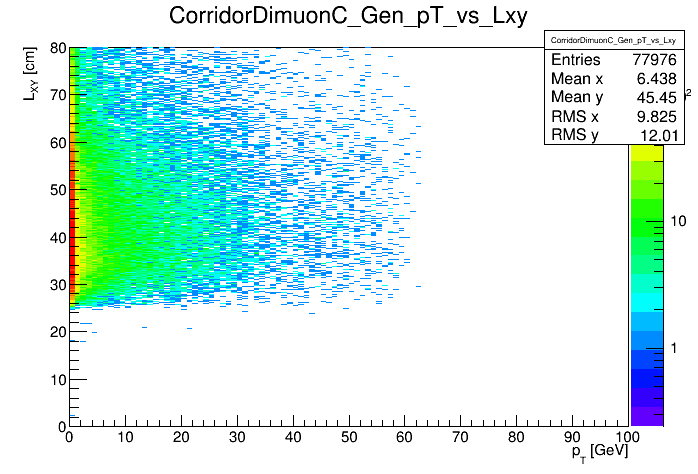 CorridorDimuonC_Gen_pT_vs_Lxy
CorridorDimuonC_Gen_pT_vs_Lxy
Entries 77976
Mean x 6.438
Mean y 45.45
RMS x 9.825
RMS y 12.01
L_XY [cm]
80
70
60
50
40
30
20
10
0
0 10 20 30 40 50 60 70 80 90 100
p_T [GeV]
2
10
1